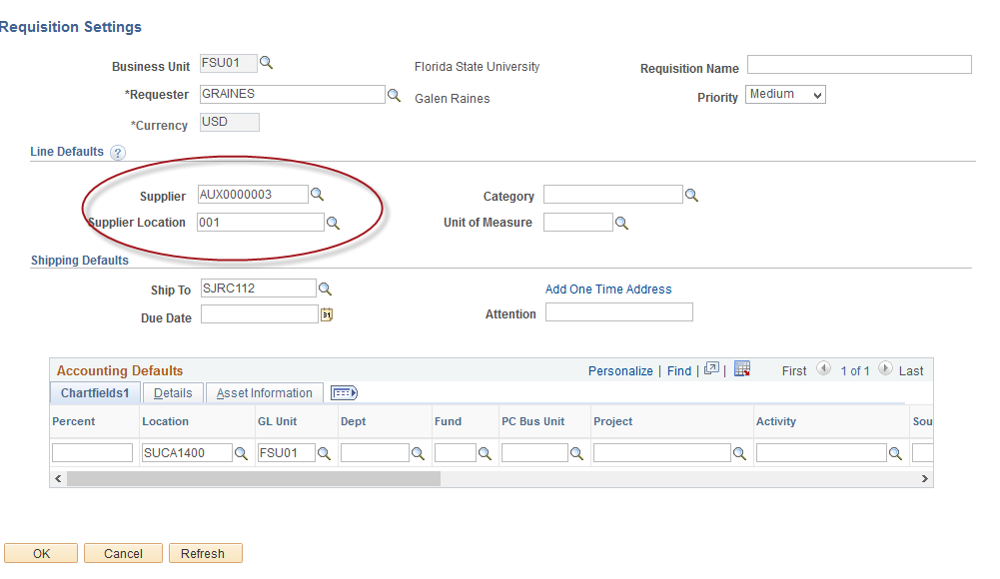 Requisition Settings
Business Unit FSU01 Florida State University Requisition Name
*Requester GRAINES Galen Raines Priority Medium
*Currency USD
Line Defaults ?
Supplier AUX0000003 Category
Supplier Location 001 Unit of Measure
Shipping Defaults
Ship To SJRC112 Add One Time Address
Due Date 31 Attention
Accounting Defaults Personalize | Find | | First 1 of 1 Last
Chartfields1 Details Asset Information
Percent Location GL Unit Dept Fund PC Bus Unit Project Activity Sou
SUCA1400 FSU01
OK Cancel Refresh